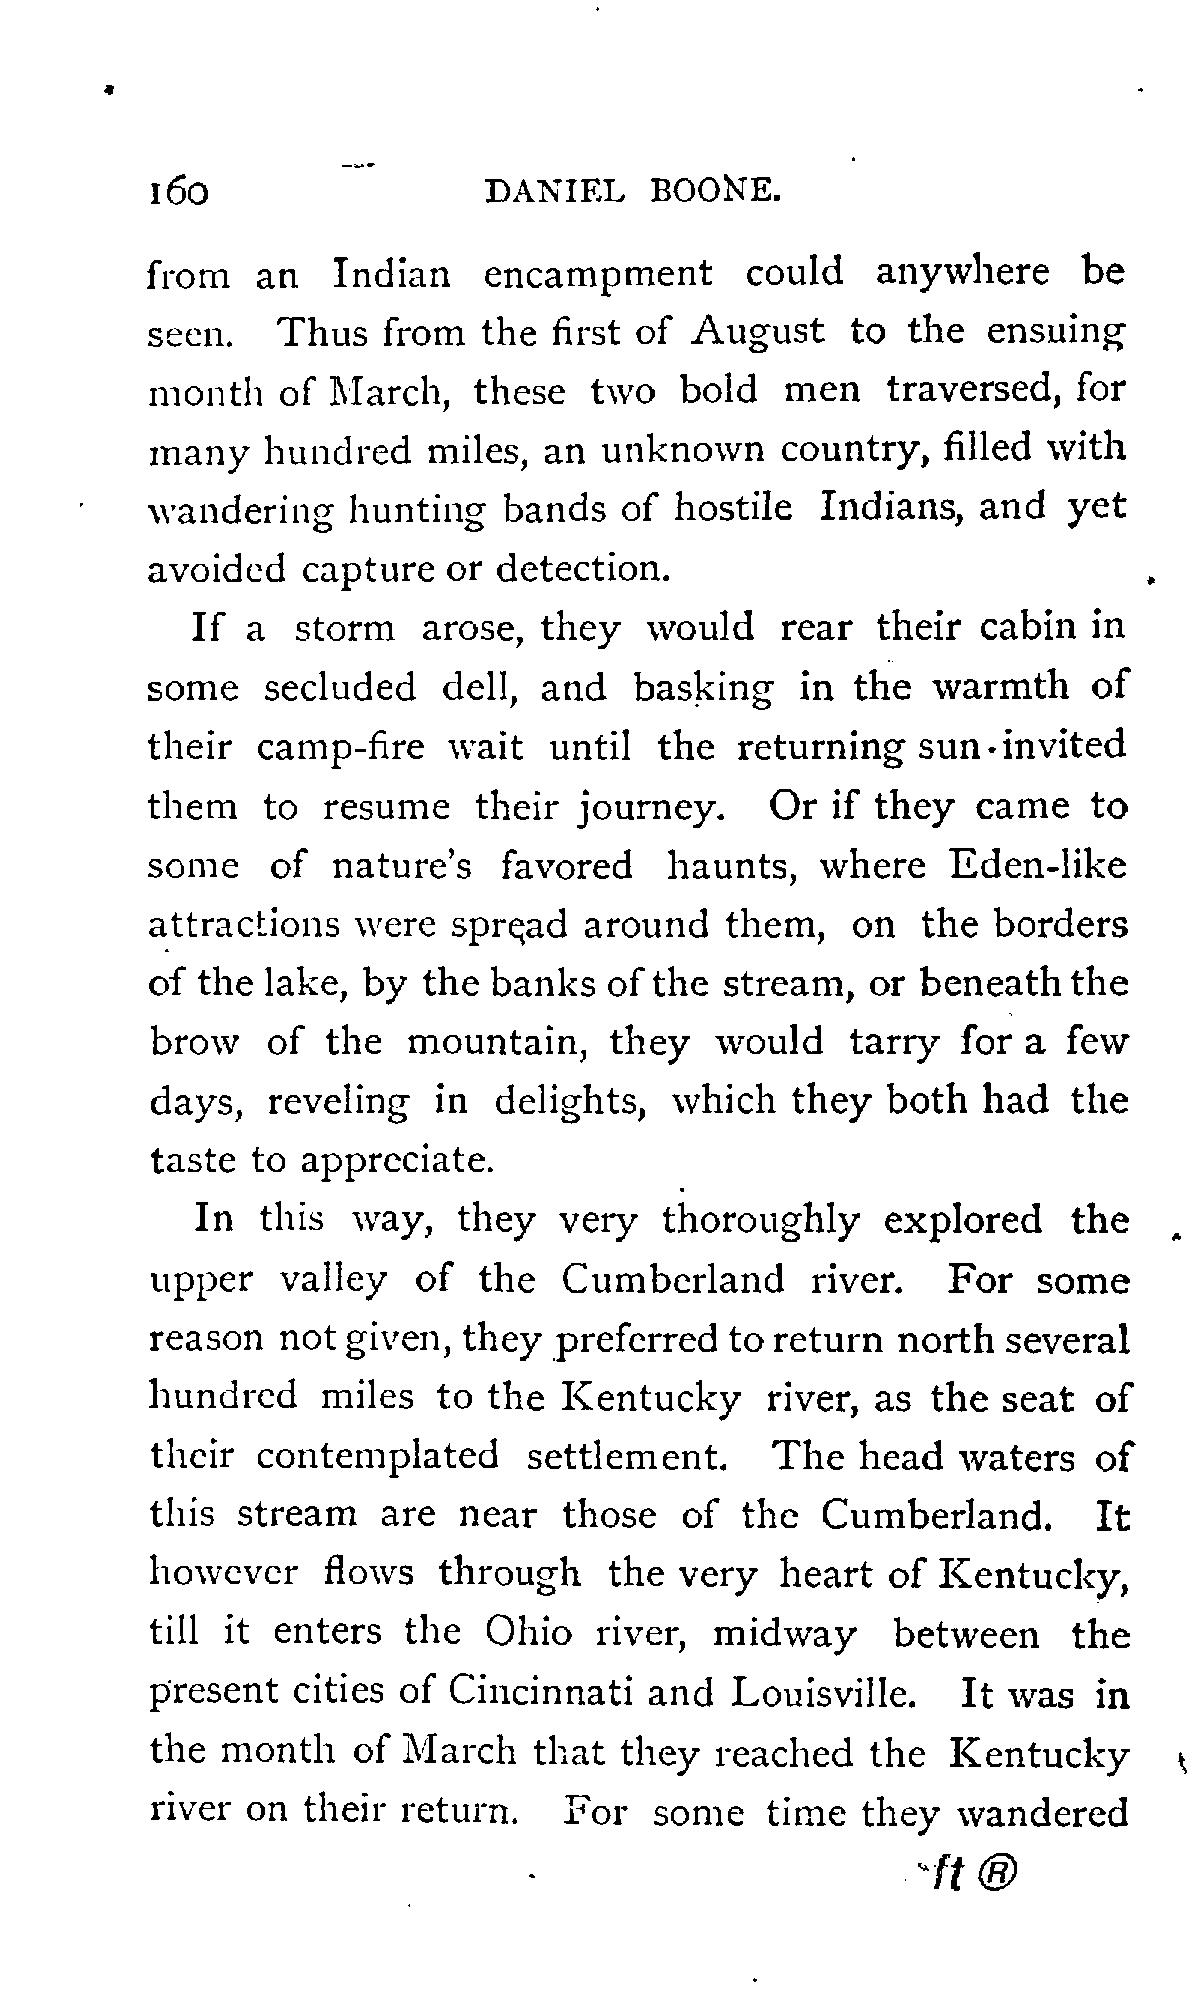 160 DANIEL BOONE.
from an Indian encampment could anywhere be
seen. Thus from the first of August to the ensuing
month of March, these two bold men traversed, for
many hundred miles, an unknown country, filled with
wandering hunting bands of hostile Indians, and yet
avoided capture or detection.
If a storm arose, they would rear their cabin in
some secluded dell, and basking in the warmth of
their camp-fire wait until the returning sun invited
them to resume their journey. Or if they came to
some of nature's favored haunts, where Eden-like
attractions were spread around them, on the borders
of the lake, by the banks of the stream, or beneath the
brow of the mountain, they would tarry for a few
days, reveling in delights, which they both had the
taste to appreciate.
In this way, they very thoroughly explored the
upper valley of the Cumberland river. For some
reason not given, they preferred to return north several
hundred miles to the Kentucky river, as the seat of
their contemplated settlement. The head waters of
this stream are near those of the Cumberland. It
however flows through the very heart of Kentucky,
till it enters the Ohio river, midway between the
present cities of Cincinnati and Louisville. It was in
the month of March that they reached the Kentucky
river on their return. For some time they wandered
ft ®